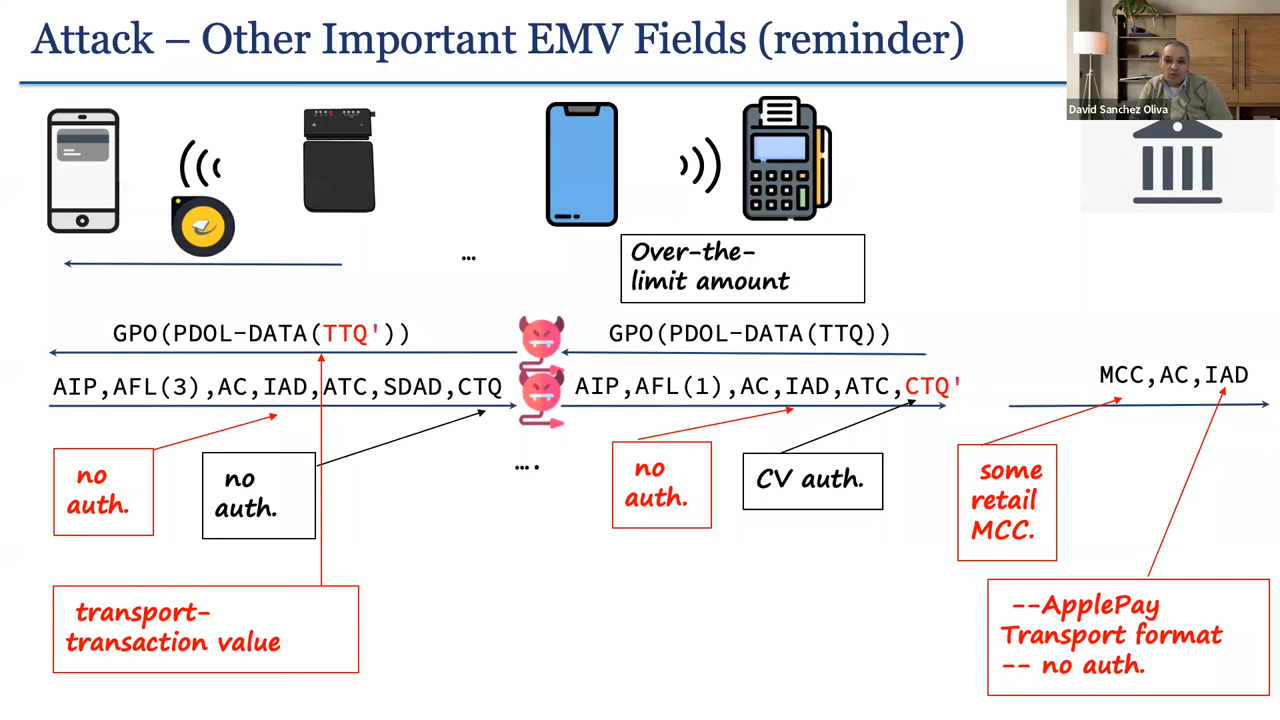 Attack – Other Important EMV Fields (reminder)
David Sanchez Oliva
...
Over-the-
limit amount
GPO(PDOL-DATA(TTQ'))
GPO(PDOL-DATA(TTQ))
AIP,AFL(3),AC,IAD,ATC,SDAD,CTQ
AIP,AFL(1),AC,IAD,ATC,CTQ'
MCC,AC,IAD
no
auth.
no
auth.
....
no
auth.
CV auth.
some
retail
MCC.
transport-
transaction value
--ApplePay
Transport format
-- no auth.